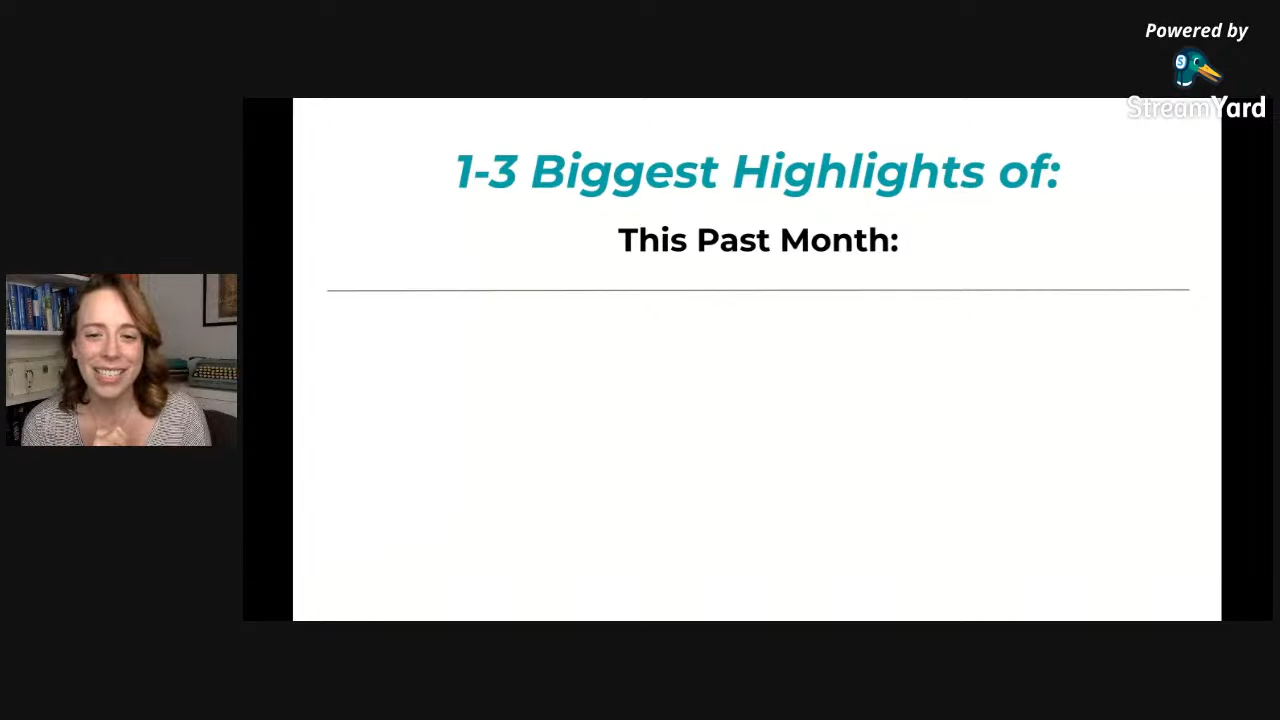 Powered by
S
StreamYard
1-3 Biggest Highlights of:
This Past Month: